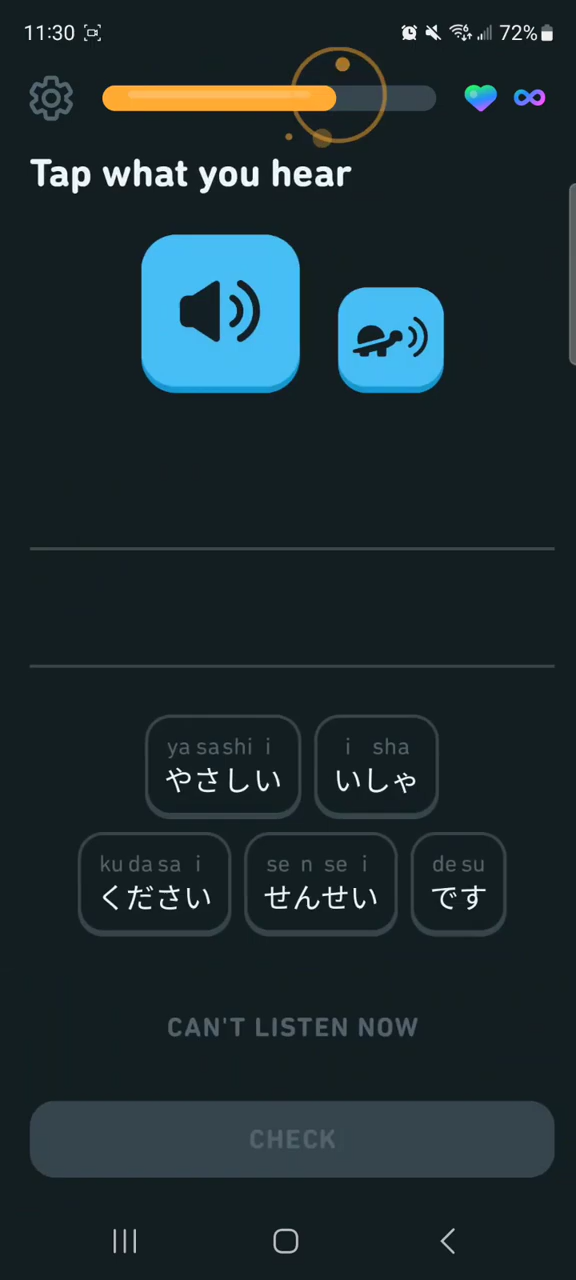 11:30
72%
Tap what you hear
ya sa shi i i sha
やさしい いしゃ
ku da sa i se n se i de su
ください せんせい です
CAN'T LISTEN NOW
CHECK